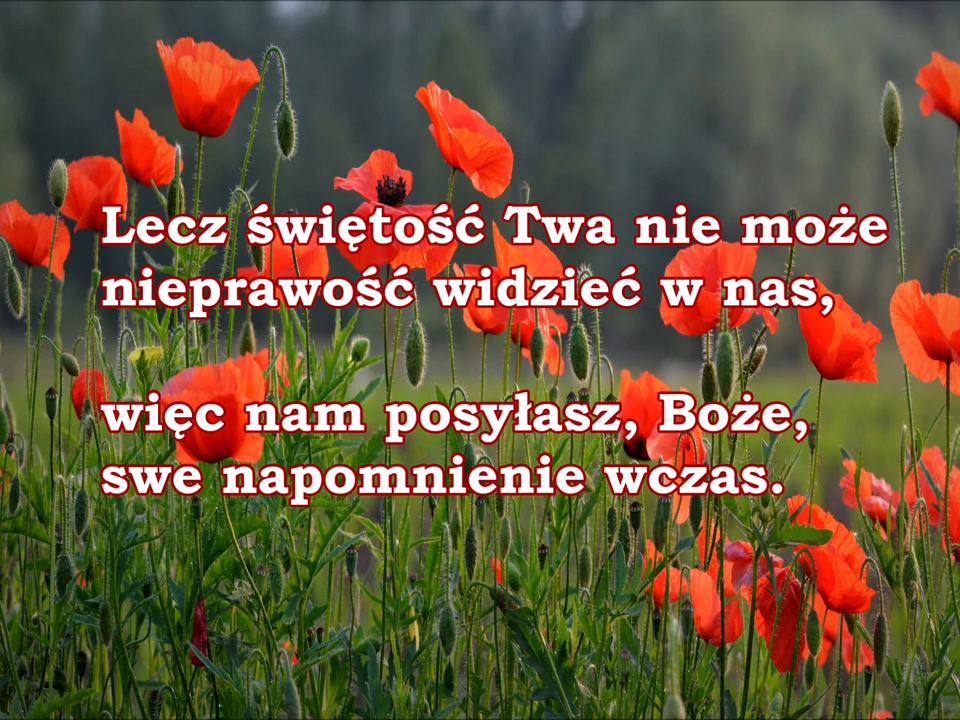 Lecz świętość Twa nie może
nieprawość widzieć w nas,
więc nam posyłasz, Boże,
swe napomnienie wczas.